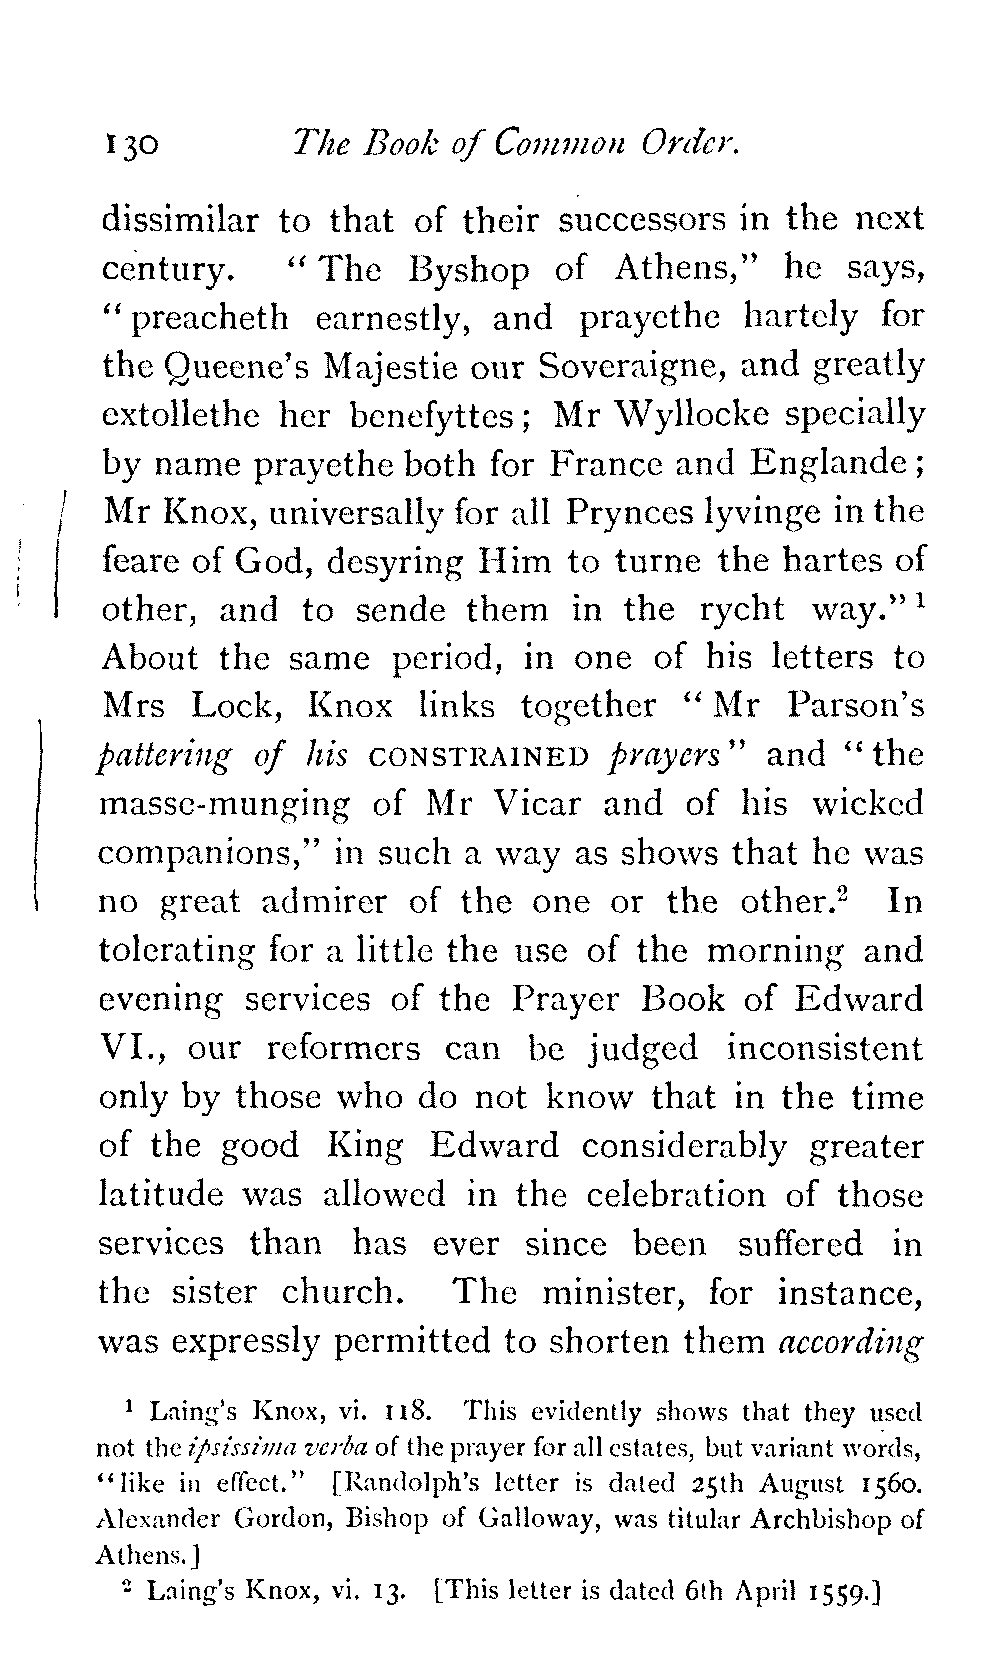 130 The Book of Common Order.
dissimilar to that of their successors in the next
century. “ The Byshop of Athens,” he says,
“ preacheth earnestly, and prayethe hartely for
the Queene’s Majestie our Soveraigne, and greatly
extollethe her benefyttes ; Mr Wyllocke specially
by name prayethe both for France and Englande ;
Mr Knox, universally for all Prynces lyvinge in the
feare of God, desyring Him to turne the hartes of
other, and to sende them in the rycht way.” ¹
About the same period, in one of his letters to
Mrs Lock, Knox links together “ Mr Parson’s
pattering of his CONSTRAINED prayers ” and “ the
masse-munging of Mr Vicar and of his wicked
companions,” in such a way as shows that he was
no great admirer of the one or the other.² In
tolerating for a little the use of the morning and
evening services of the Prayer Book of Edward
VI., our reformers can be judged inconsistent
only by those who do not know that in the time
of the good King Edward considerably greater
latitude was allowed in the celebration of those
services than has ever since been suffered in
the sister church. The minister, for instance,
was expressly permitted to shorten them according
¹ Laing’s Knox, vi. 118. This evidently shows that they used
not the ipsissima verba of the prayer for all estates, but variant words,
“like in effect.” [Randolph’s letter is dated 25th August 1560.
Alexander Gordon, Bishop of Galloway, was titular Archbishop of
Athens.]
² Laing’s Knox, vi. 13. [This letter is dated 6th April 1559.]